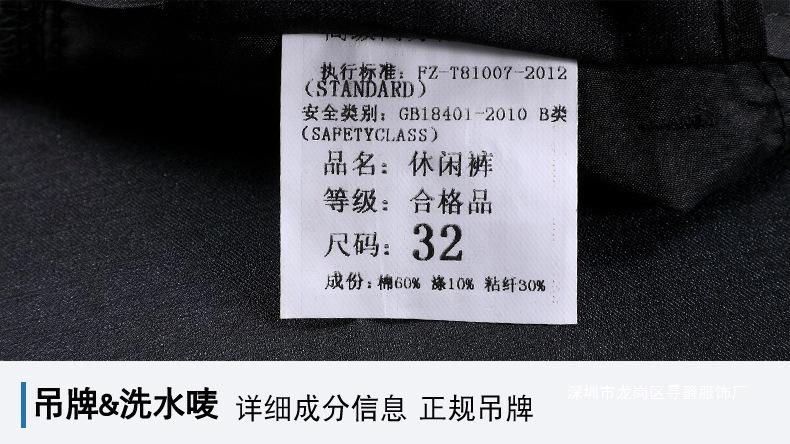 执行标准: FZ-T81007-2012
(STANDARD)
安全类别: GB18401-2010 B类
(SAFETYCLASS)
品名: 休闲裤
等级: 合格品
尺码: 32
成份: 棉60% 涤10% 粘纤30%
深圳市龙岗区寻爵服饰厂
吊牌&洗水唛 详细成分信息 正规吊牌